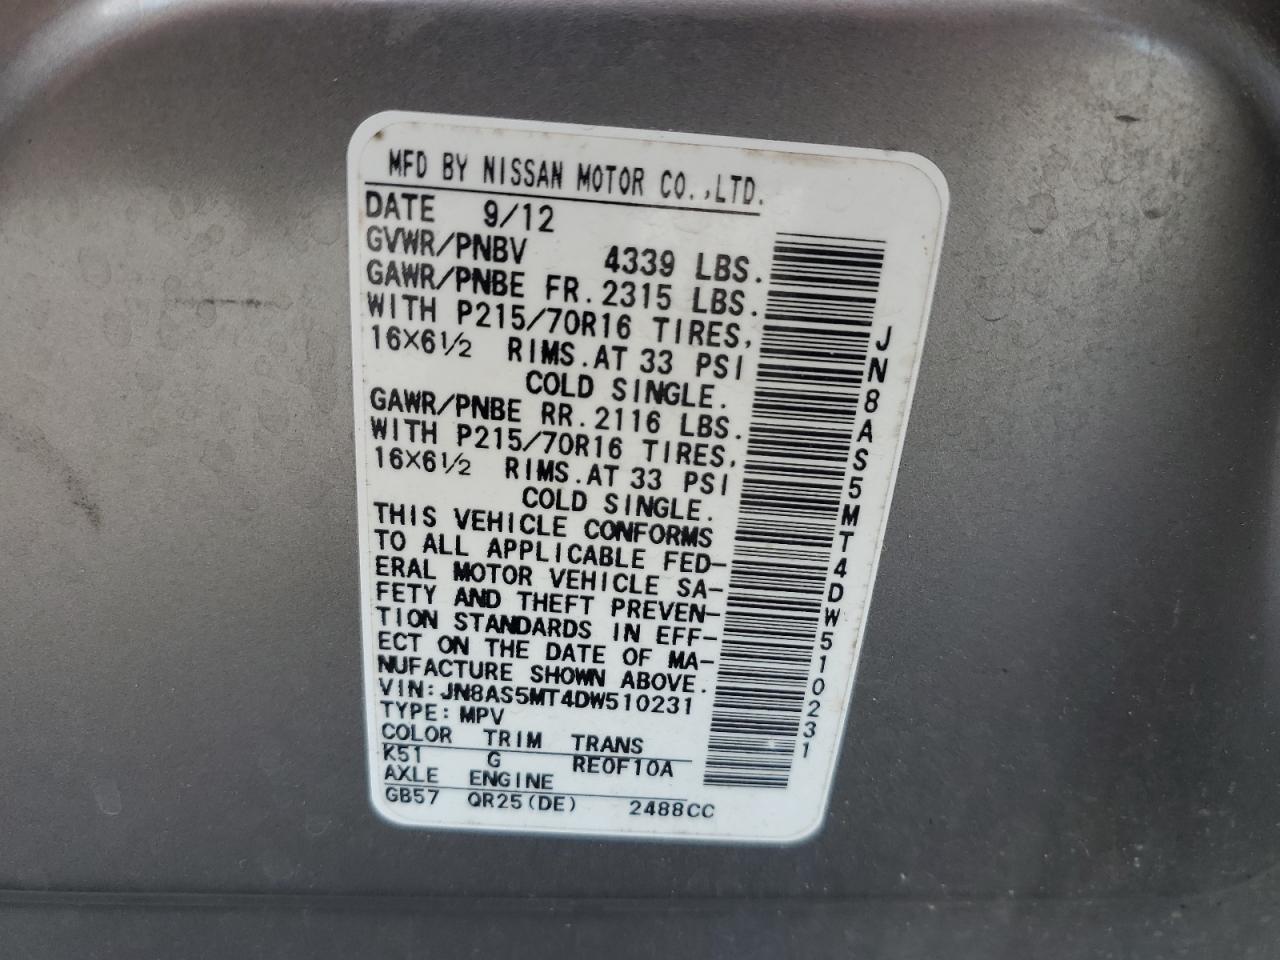 MFD BY NISSAN MOTOR CO.,LTD.
DATE 9/12
GVWR/PNBV 4339 LBS.
GAWR/PNBE FR.2315 LBS.
WITH P215/70R16 TIRES,
16X6½ RIMS.AT 33 PSI
COLD SINGLE.
GAWR/PNBE RR.2116 LBS.
WITH P215/70R16 TIRES,
16X6½ RIMS.AT 33 PSI
COLD SINGLE.
THIS VEHICLE CONFORMS
TO ALL APPLICABLE FED-
ERAL MOTOR VEHICLE SA-
FETY AND THEFT PREVEN-
TION STANDARDS IN EFF-
ECT ON THE DATE OF MA-
NUFACTURE SHOWN ABOVE.
VIN:JN8AS5MT4DW510231
TYPE:MPV
COLOR TRIM TRANS
K51 G RE0F10A
AXLE ENGINE
GB57 QR25(DE) 2488CC
JN8AS5MT4DW510231